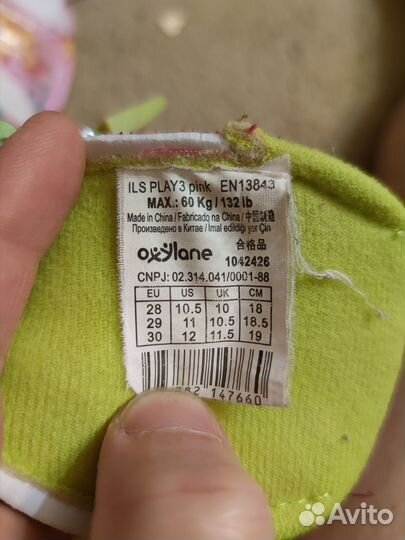 ILS PLAY3 pink EN13843
MAX.: 60 Kg / 132 lb
Made in China / Fabricado na China / 中国制造
Произведено в Китае / Imal edildiği yer Çin
oxylane 合格品
1042426
CNPJ: 02.314.041/0001-88
EU US UK CM
28 10.5 10 18
29 11 10.5 18.5
30 12 11.5 19
82 147660
Avito